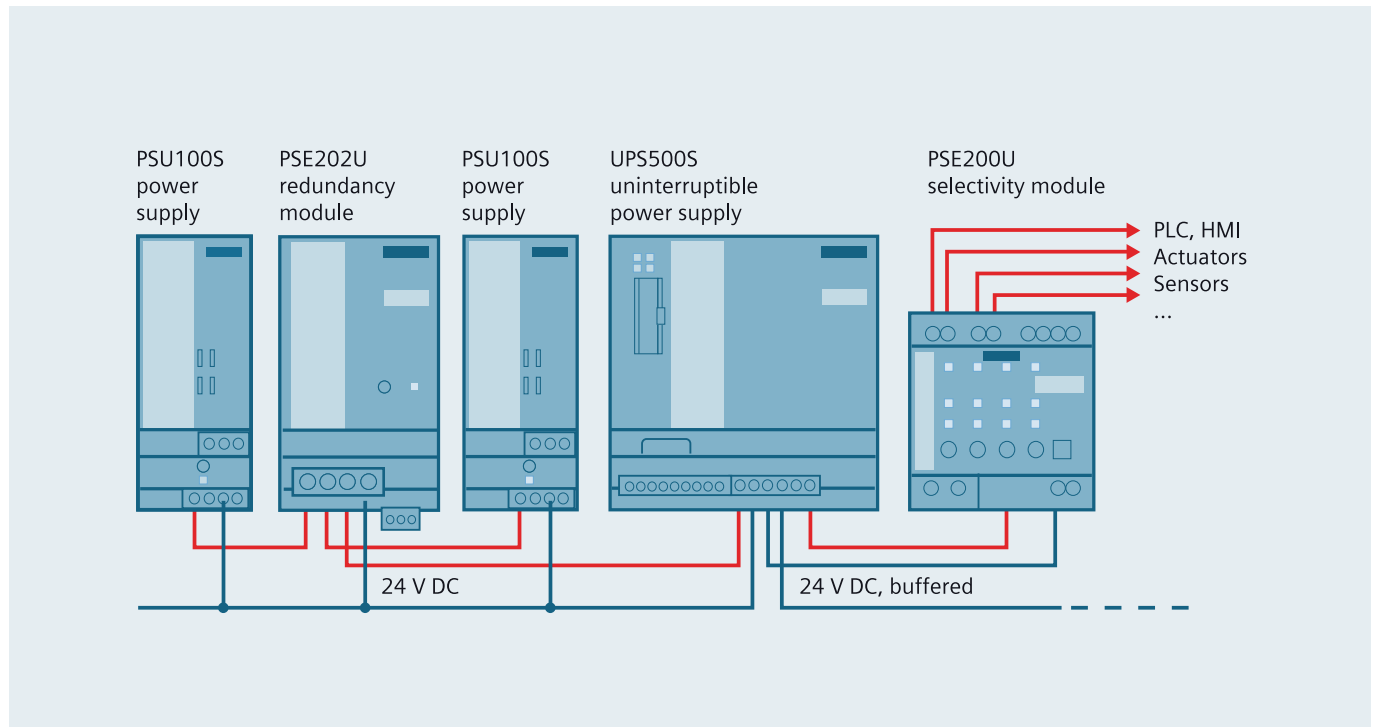 PSU100S
power
supply
PSE202U
redundancy
module
PSU100S
power
supply
UPS500S
uninterruptible
power supply
PSE200U
selectivity module
PLC, HMI
Actuators
Sensors
...
24 V DC
24 V DC, buffered